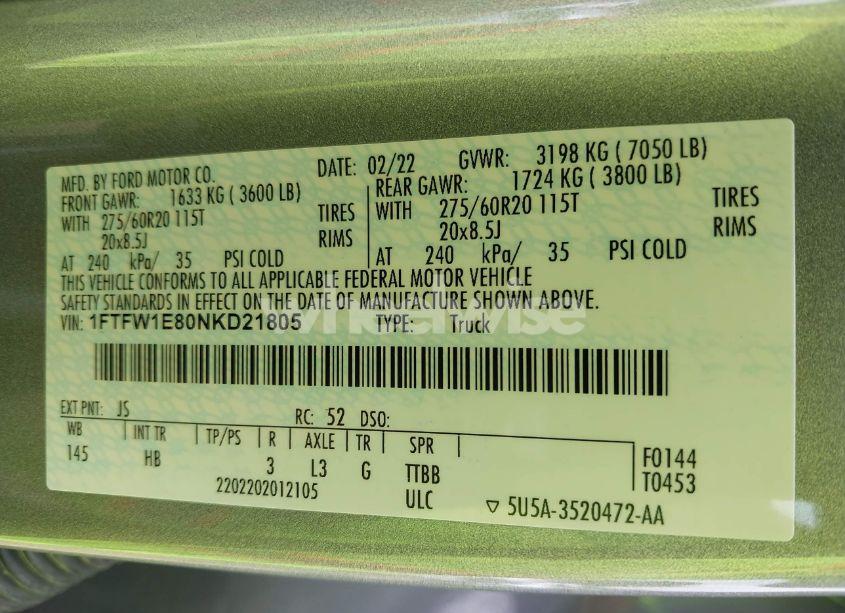 MFD. BY FORD MOTOR CO. DATE: 02/22 GVWR: 3198 KG ( 7050 LB)
FRONT GAWR: 1633 KG ( 3600 LB) REAR GAWR: 1724 KG ( 3800 LB)
WITH 275/60R20 115T TIRES WITH 275/60R20 115T TIRES
20x8.5J RIMS 20x8.5J RIMS
AT 240 kPa/ 35 PSI COLD AT 240 kPa/ 35 PSI COLD
THIS VEHICLE CONFORMS TO ALL APPLICABLE FEDERAL MOTOR VEHICLE
SAFETY STANDARDS IN EFFECT ON THE DATE OF MANUFACTURE SHOWN ABOVE.
VIN: 1FTFW1E80NKD21805 TYPE: Truck
wheelwise
EXT PNT: JS RC: 52 DSO:
WB INT TR TP/PS R AXLE TR SPR
145 HB 3 L3 G TTBB F0144
2202202012105 ULC T0453
▽ 5U5A-3520472-AA